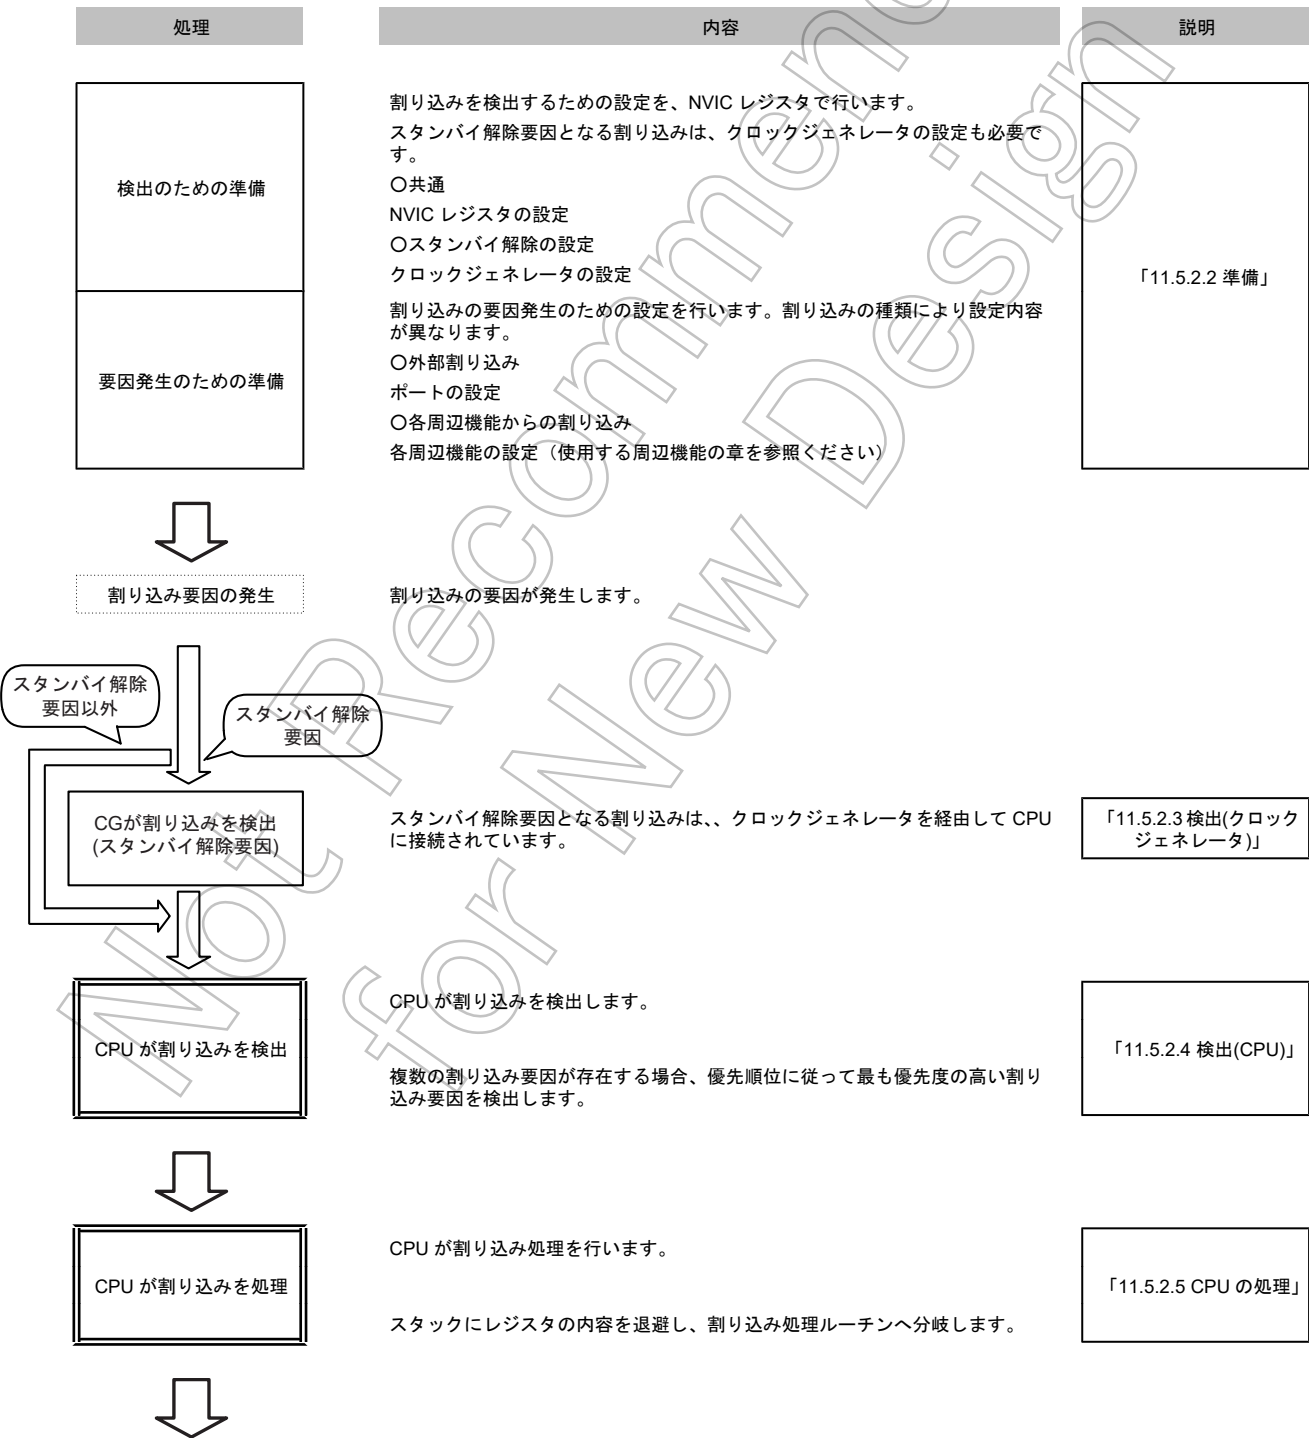 処理 内容 説明
検出のための準備
割り込みを検出するための設定を、NVIC レジスタで行います。
スタンバイ解除要因となる割り込みは、クロックジェネレータの設定も必要で
す。
〇共通
NVIC レジスタの設定
〇スタンバイ解除の設定
クロックジェネレータの設定
「11.5.2.2 準備」
要因発生のための準備
割り込みの要因発生のための設定を行います。割り込みの種類により設定内容
が異なります。
〇外部割り込み
ポートの設定
〇各周辺機能からの割り込み
各周辺機能の設定（使用する周辺機能の章を参照ください）
割り込み要因の発生
割り込みの要因が発生します。
スタンバイ解除
要因以外
スタンバイ解除
要因
CGが割り込みを検出
(スタンバイ解除要因)
スタンバイ解除要因となる割り込みは、、クロックジェネレータを経由して CPU
に接続されています。
「11.5.2.3 検出(クロック
ジェネレータ)」
CPU が割り込みを検出
CPU が割り込みを検出します。
複数の割り込み要因が存在する場合、優先順位に従って最も優先度の高い割り
込み要因を検出します。
「11.5.2.4 検出(CPU)」
CPU が割り込みを処理
CPU が割り込み処理を行います。
スタックにレジスタの内容を退避し、割り込み処理ルーチンへ分岐します。
「11.5.2.5 CPU の処理」
Not Recommen
for New Design